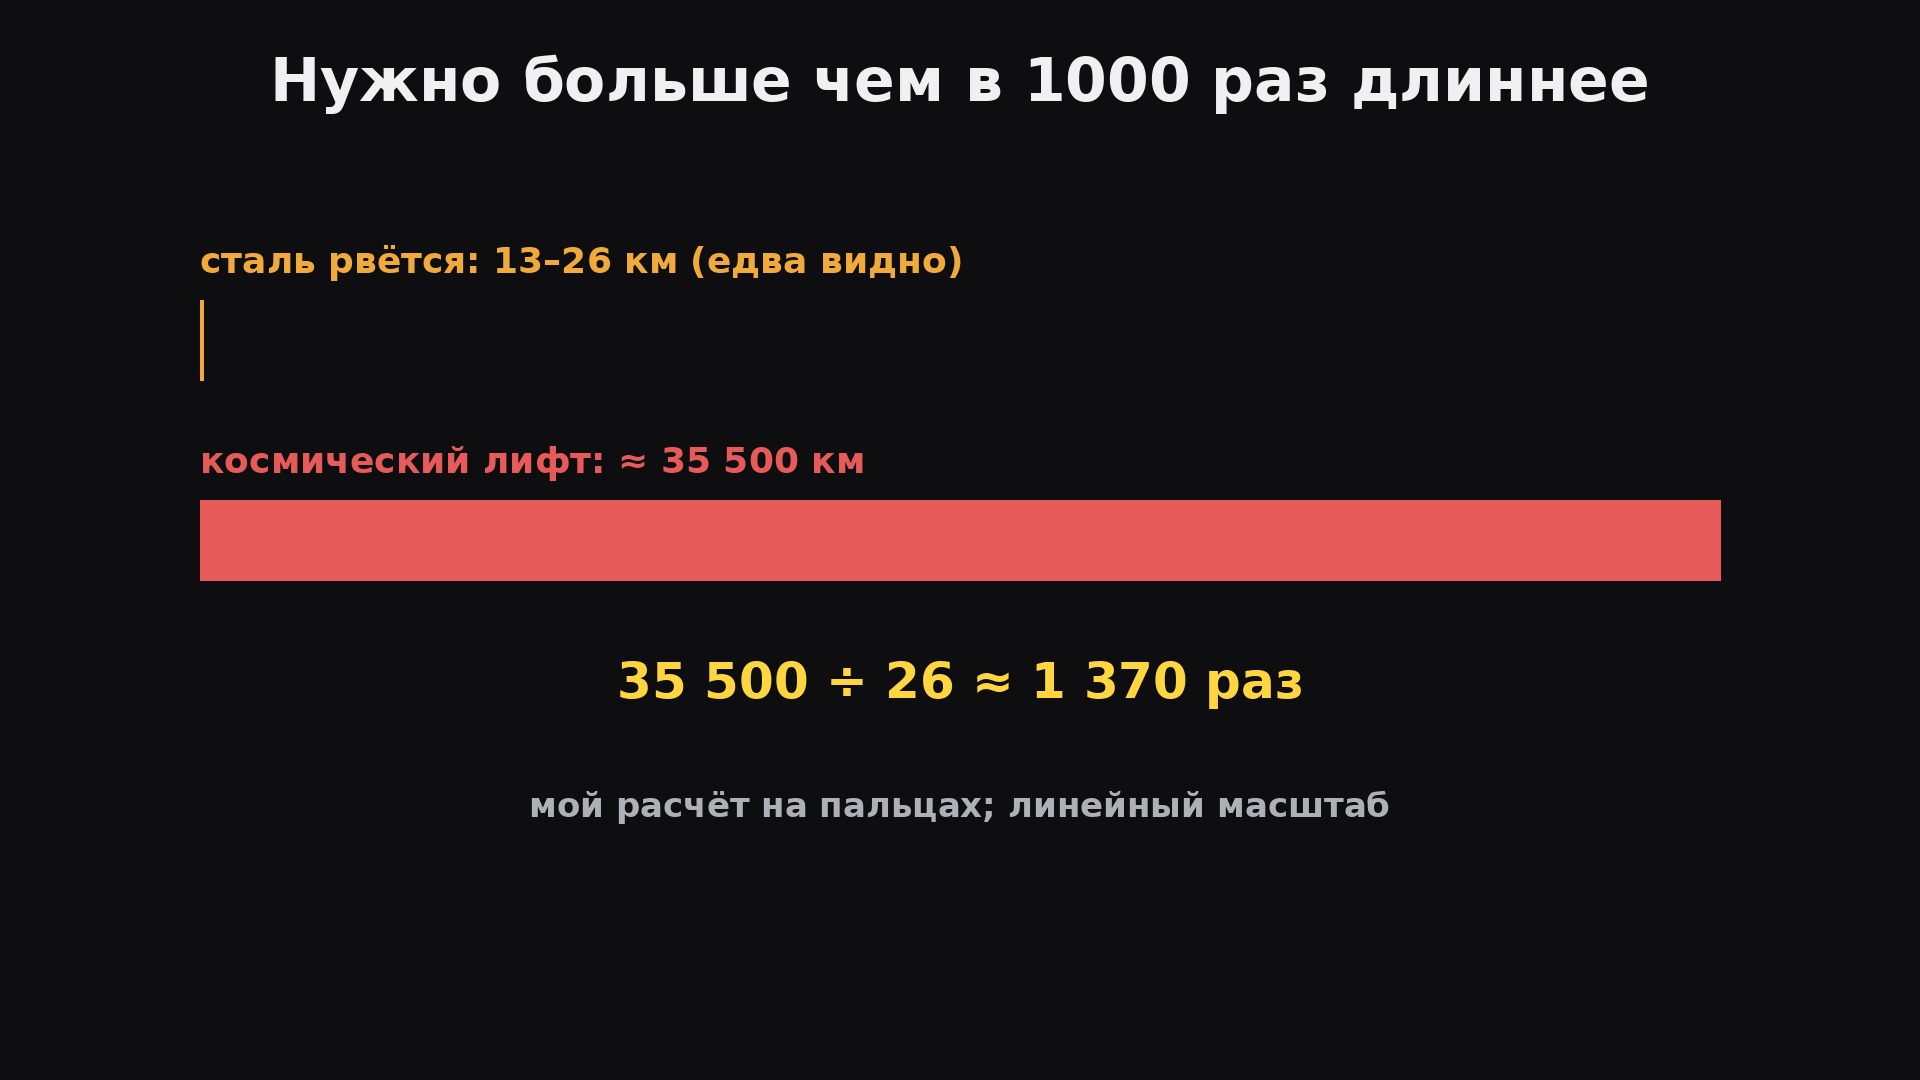 Нужно больше чем в 1000 раз длиннее
сталь рвётся: 13–26 км (едва видно)
космический лифт: ≈ 35 500 км
35 500 ÷ 26 ≈ 1 370 раз
мой расчёт на пальцах; линейный масштаб